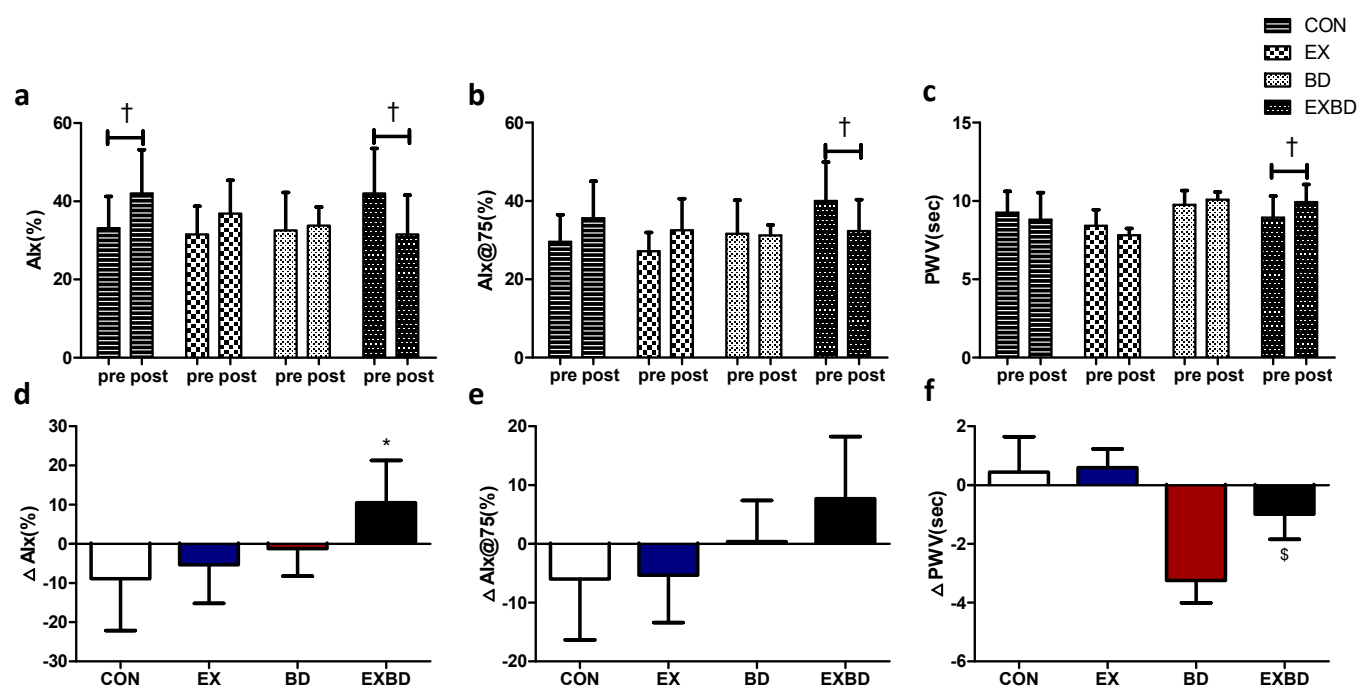 CON
EX
BD
EXBD
a
†
†
60
40
20
0
AIx(%)
pre post pre post pre post pre post
b
†
60
40
20
0
AIx@75(%)
pre post pre post pre post pre post
c
†
15
10
5
0
PWV(sec)
pre post pre post pre post pre post
d
*
30
20
10
0
-10
-20
-30
Δ AIx(%)
CON EX BD EXBD
e
20
10
0
-10
-20
Δ AIx@75(%)
CON EX BD EXBD
f
2
0
-2
-4
-6
Δ PWV(sec)
$
CON EX BD EXBD